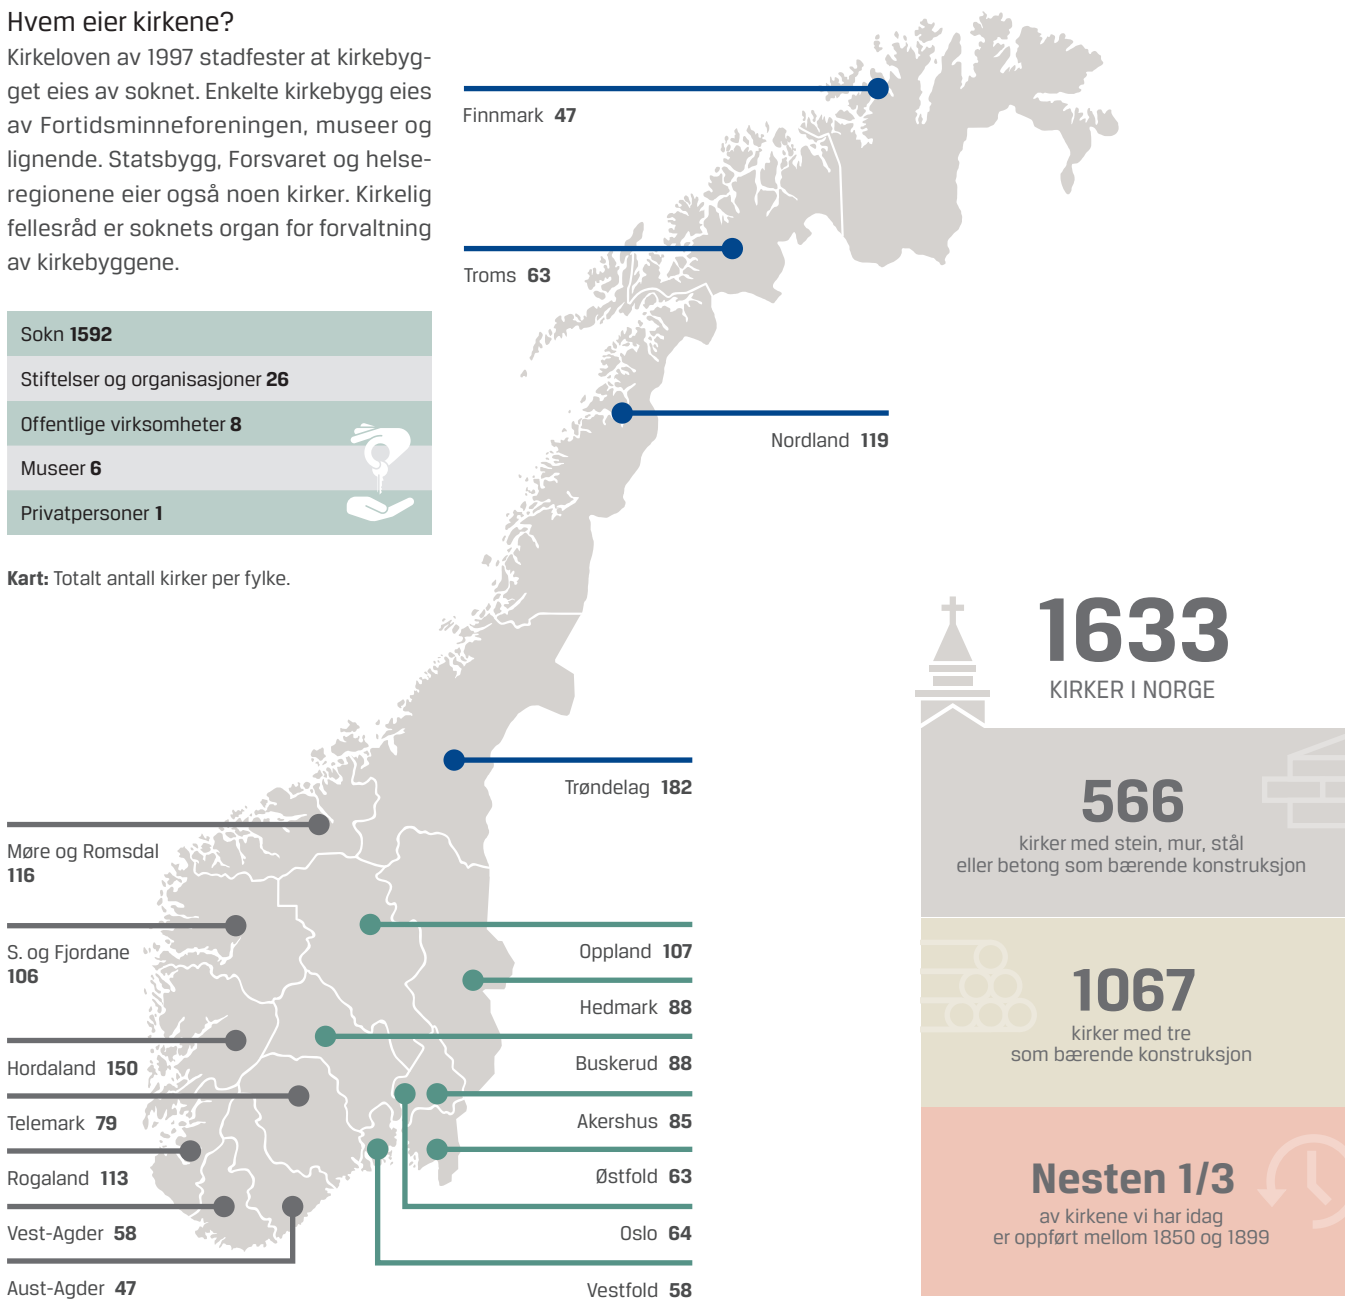 Hvem eier kirkene?
Kirkeloven av 1997 stadfester at kirkebyg-
get eies av soknet. Enkelte kirkebygg eies
av Fortidsminneforeningen, museer og
lignende. Statsbygg, Forsvaret og helse-
regionene eier også noen kirker. Kirkelig
fellesråd er soknets organ for forvaltning
av kirkebyggene.
Sokn 1592
Stiftelser og organisasjoner 26
Offentlige virksomheter 8
Museer 6
Privatpersoner 1
Kart: Totalt antall kirker per fylke.
Finnmark 47
Troms 63
Nordland 119
Trøndelag 182
Møre og Romsdal
116
S. og Fjordane
106
Hordaland 150
Telemark 79
Rogaland 113
Vest-Agder 58
Aust-Agder 47
Oppland 107
Hedmark 88
Buskerud 88
Akershus 85
Østfold 63
Oslo 64
Vestfold 58
1633
KIRKER I NORGE
566
kirker med stein, mur, stål
eller betong som bærende konstruksjon
1067
kirker med tre
som bærende konstruksjon
Nesten 1/3
av kirkene vi har idag
er oppført mellom 1850 og 1899